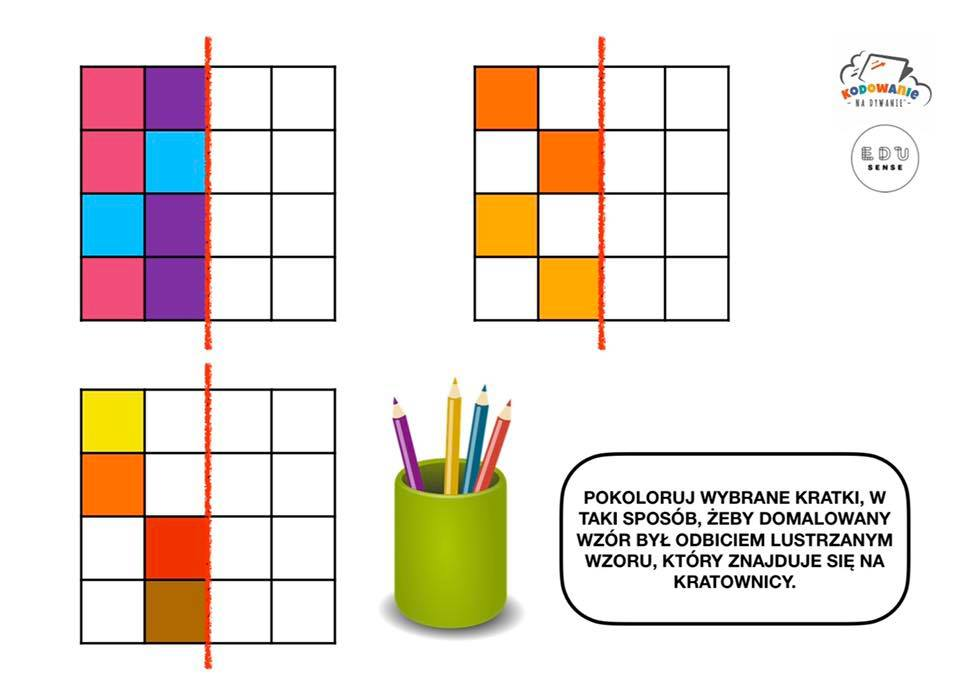 KODOWANIE
- NA DYWANIE -
EDU
SENSE
POKOLORUJ WYBRANE KRATKI, W
TAKI SPOSÓB, ŻEBY DOMALOWANY
WZÓR BYŁ ODBICIEM LUSTRZANYM
WZORU, KTÓRY ZNAJDUJE SIĘ NA
KRATOWNICY.